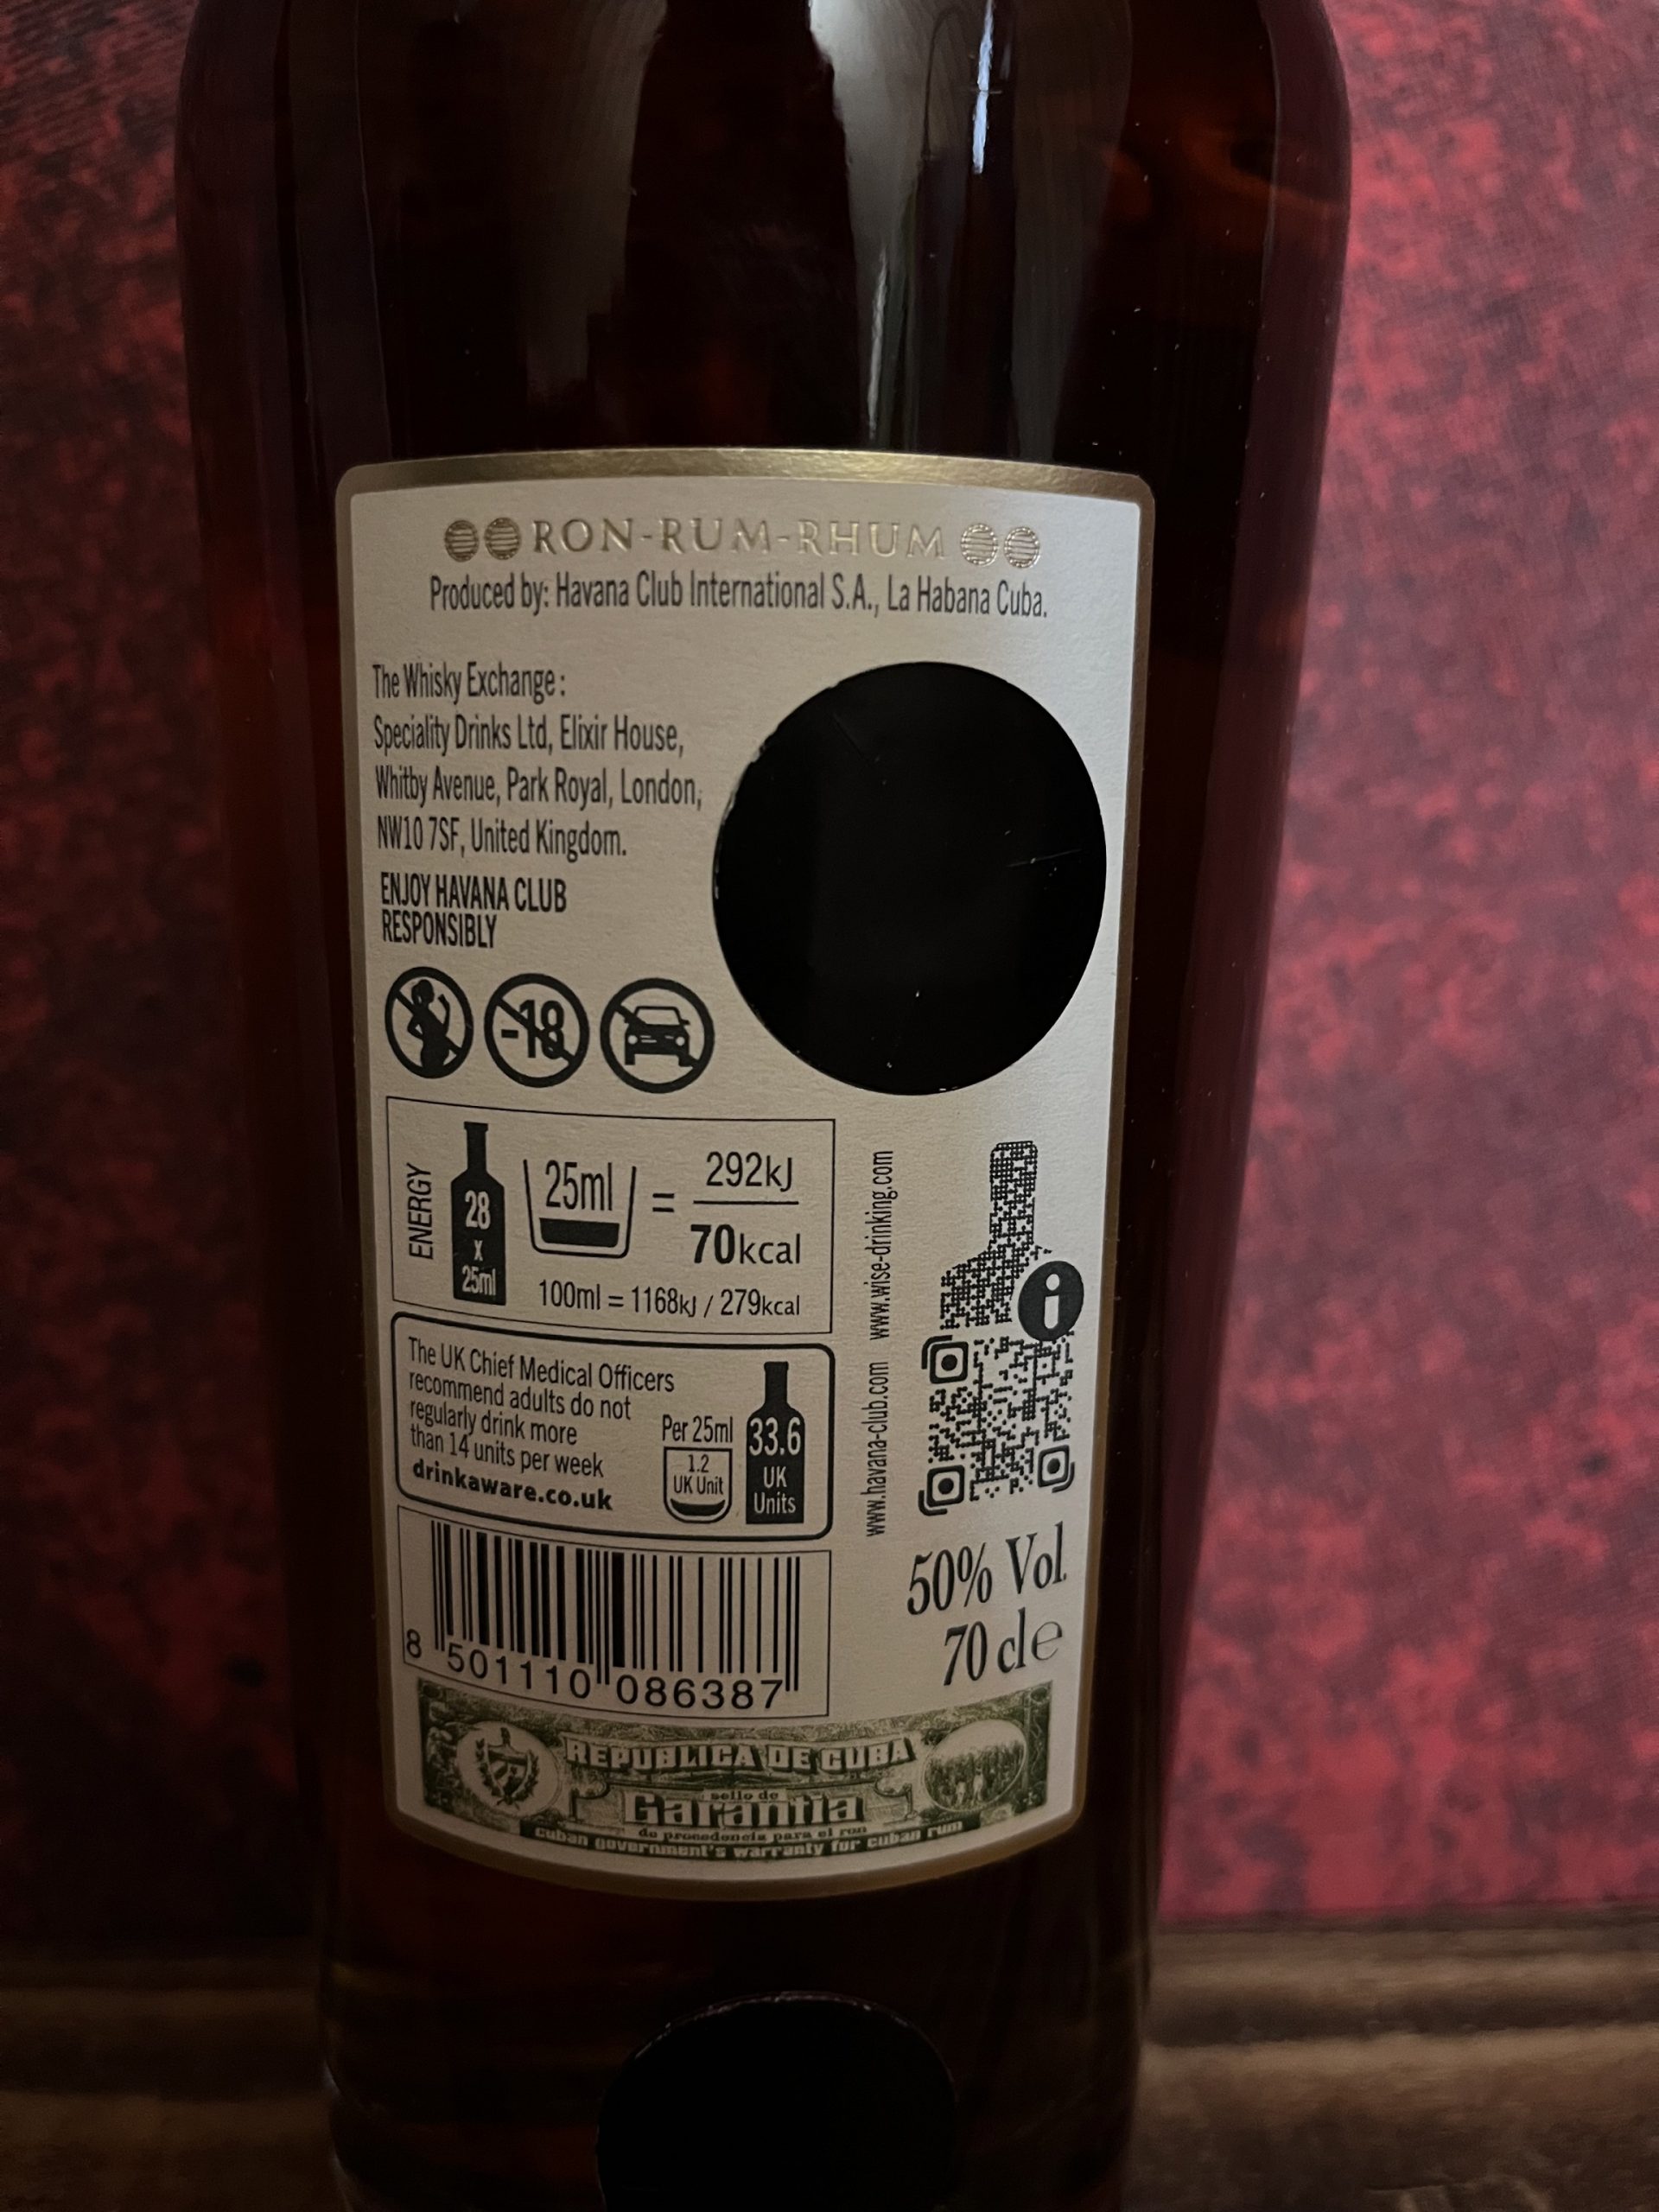 RON-RUM-RHUM
Produced by: Havana Club International S.A., La Habana Cuba.
The Whisky Exchange :
Speciality Drinks Ltd, Elixir House,
Whitby Avenue, Park Royal, London,
NW10 7SF, United Kingdom.
ENJOY HAVANA CLUB
RESPONSIBLY
-18
ENERGY
28
x
25ml
25ml
=
292kJ
70kcal
100ml = 1168kJ / 279kcal
The UK Chief Medical Officers
recommend adults do not
regularly drink more
than 14 units per week
drinkaware.co.uk
Per 25ml
1.2
UK Unit
33.6
UK
Units
www.havana-club.com www.wise-drinking.com
i
50% Vol.
70 cl e
8 501110 086387
REPUBLICA DE CUBA
sello de
Garantia
de procedencia para el ron
cuban government's warranty for cuban rum